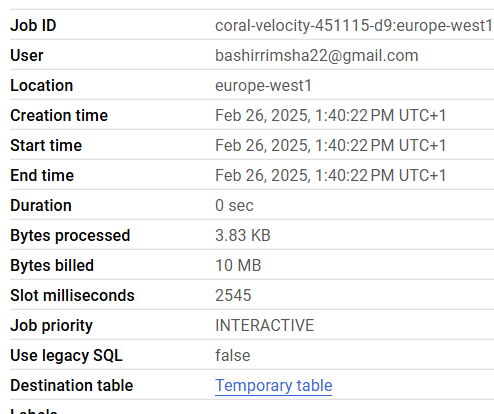 Job ID coral-velocity-451115-d9:europe-west1
User bashirrimsha22@gmail.com
Location europe-west1
Creation time Feb 26, 2025, 1:40:22 PM UTC+1
Start time Feb 26, 2025, 1:40:22 PM UTC+1
End time Feb 26, 2025, 1:40:22 PM UTC+1
Duration 0 sec
Bytes processed 3.83 KB
Bytes billed 10 MB
Slot milliseconds 2545
Job priority INTERACTIVE
Use legacy SQL false
Destination table Temporary table
Labels